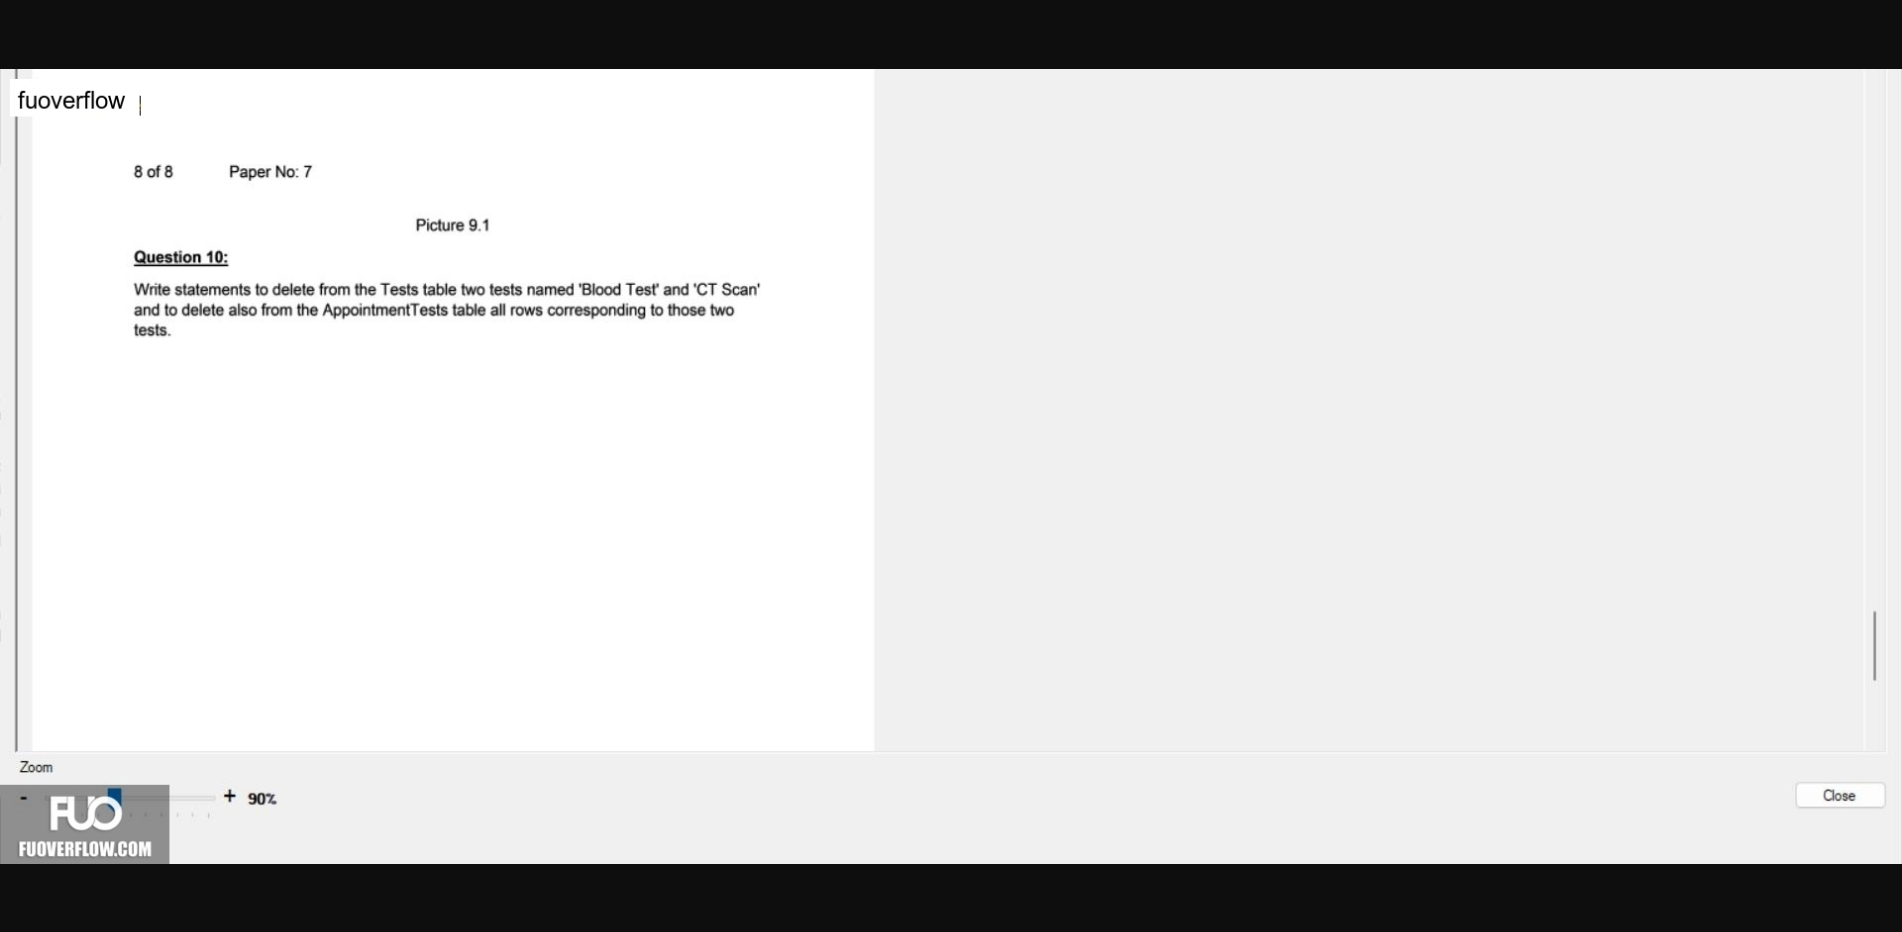 fuoverflow
8 of 8 Paper No: 7
Picture 9.1
Question 10:
Write statements to delete from the Tests table two tests named 'Blood Test' and 'CT Scan'
and to delete also from the AppointmentTests table all rows corresponding to those two
tests.
Zoom
- + 90%
Close
FUO
FUOVERFLOW.COM